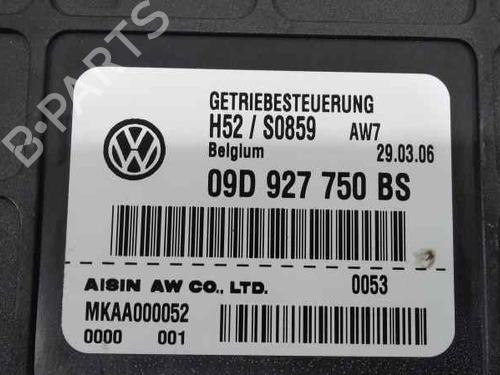 B-PARTS
GETRIEBESTEUERUNG
H52 / S0859 AW7
Belgium 29.03.06
09D 927 750 BS
AISIN AW CO., LTD. 0053
MKAA000052
0000 001